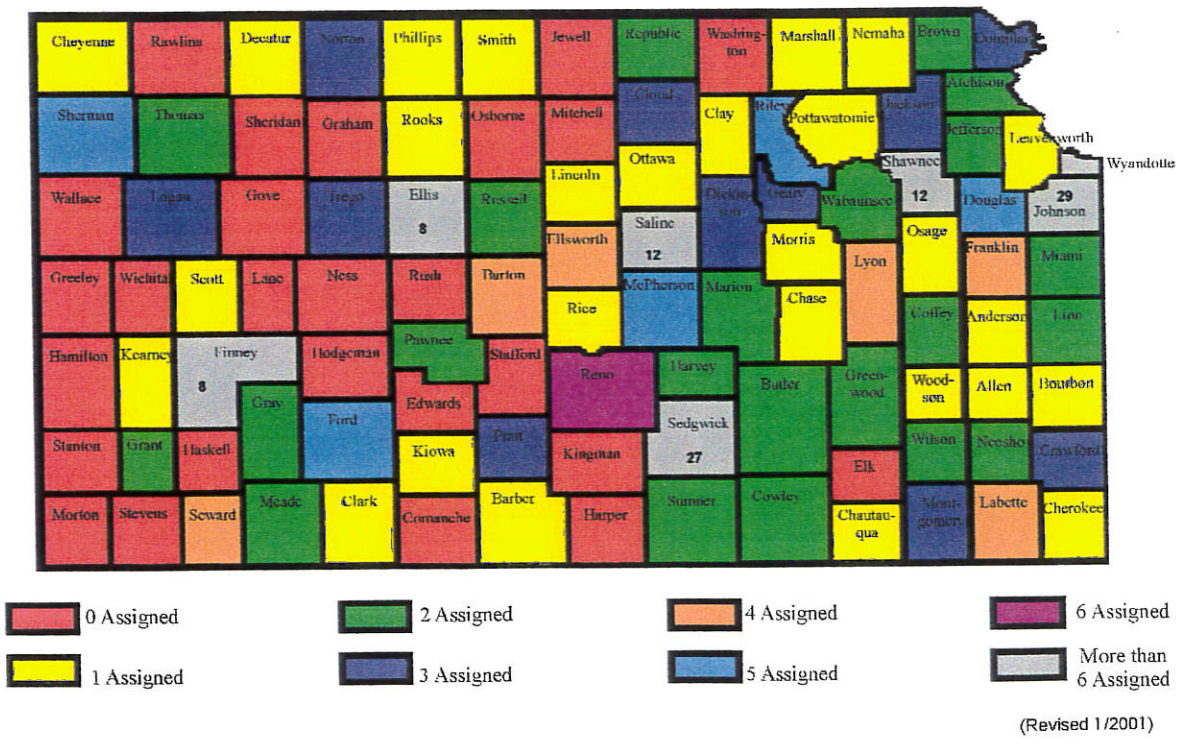 Cheyenne Rawlins Decatur Norton Phillips Smith Jewell Republic Washing-
ton Marshall Nemaha Brown Doniphan
Sherman Thomas Sheridan Graham Rooks Osborne Mitchell Cloud Clay Riley Pottawatomie Jackson Atchison
Jefferson Leavenworth
Wyandotte
Lincoln Ottawa Shawnee
12
Wallace Logan Gove Trego Ellis
8
Russell Ellsworth Saline
12
Dickin-
son Geary Wabaunsee Douglas 29
Johnson
Morris Osage
Greeley Wichita Scott Lane Ness Rush Barton Rice McPherson Marion Chase Lyon Franklin Miami
Coffey Anderson Linn
Hamilton Kearney Finney
8
Hodgeman Pawnee Stafford Reno Harvey Butler Green-
wood Wood-
son Allen Bourbon
Gray Ford Edwards Sedgwick
27
Stanton Grant Haskell Kiowa Pratt Kingman Elk Wilson Neosho Crawford
Morton Stevens Seward Meade Clark Comanche Barber Harper Sumner Cowley Chautau-
qua Mont-
gomery Labette Cherokee
0 Assigned
2 Assigned
4 Assigned
6 Assigned
1 Assigned
3 Assigned
5 Assigned
More than
6 Assigned
(Revised 1/2001)